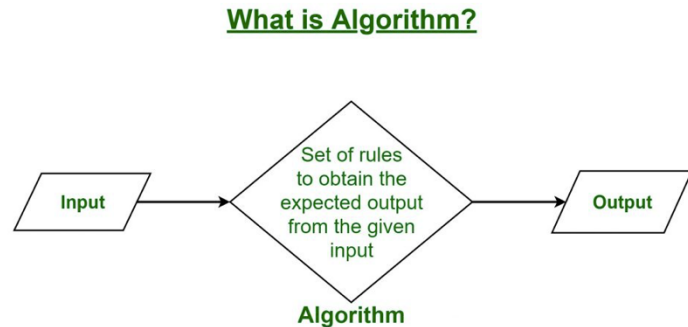 What is Algorithm?
Input
Set of rules
to obtain the
expected output
from the given
input
Output
Algorithm